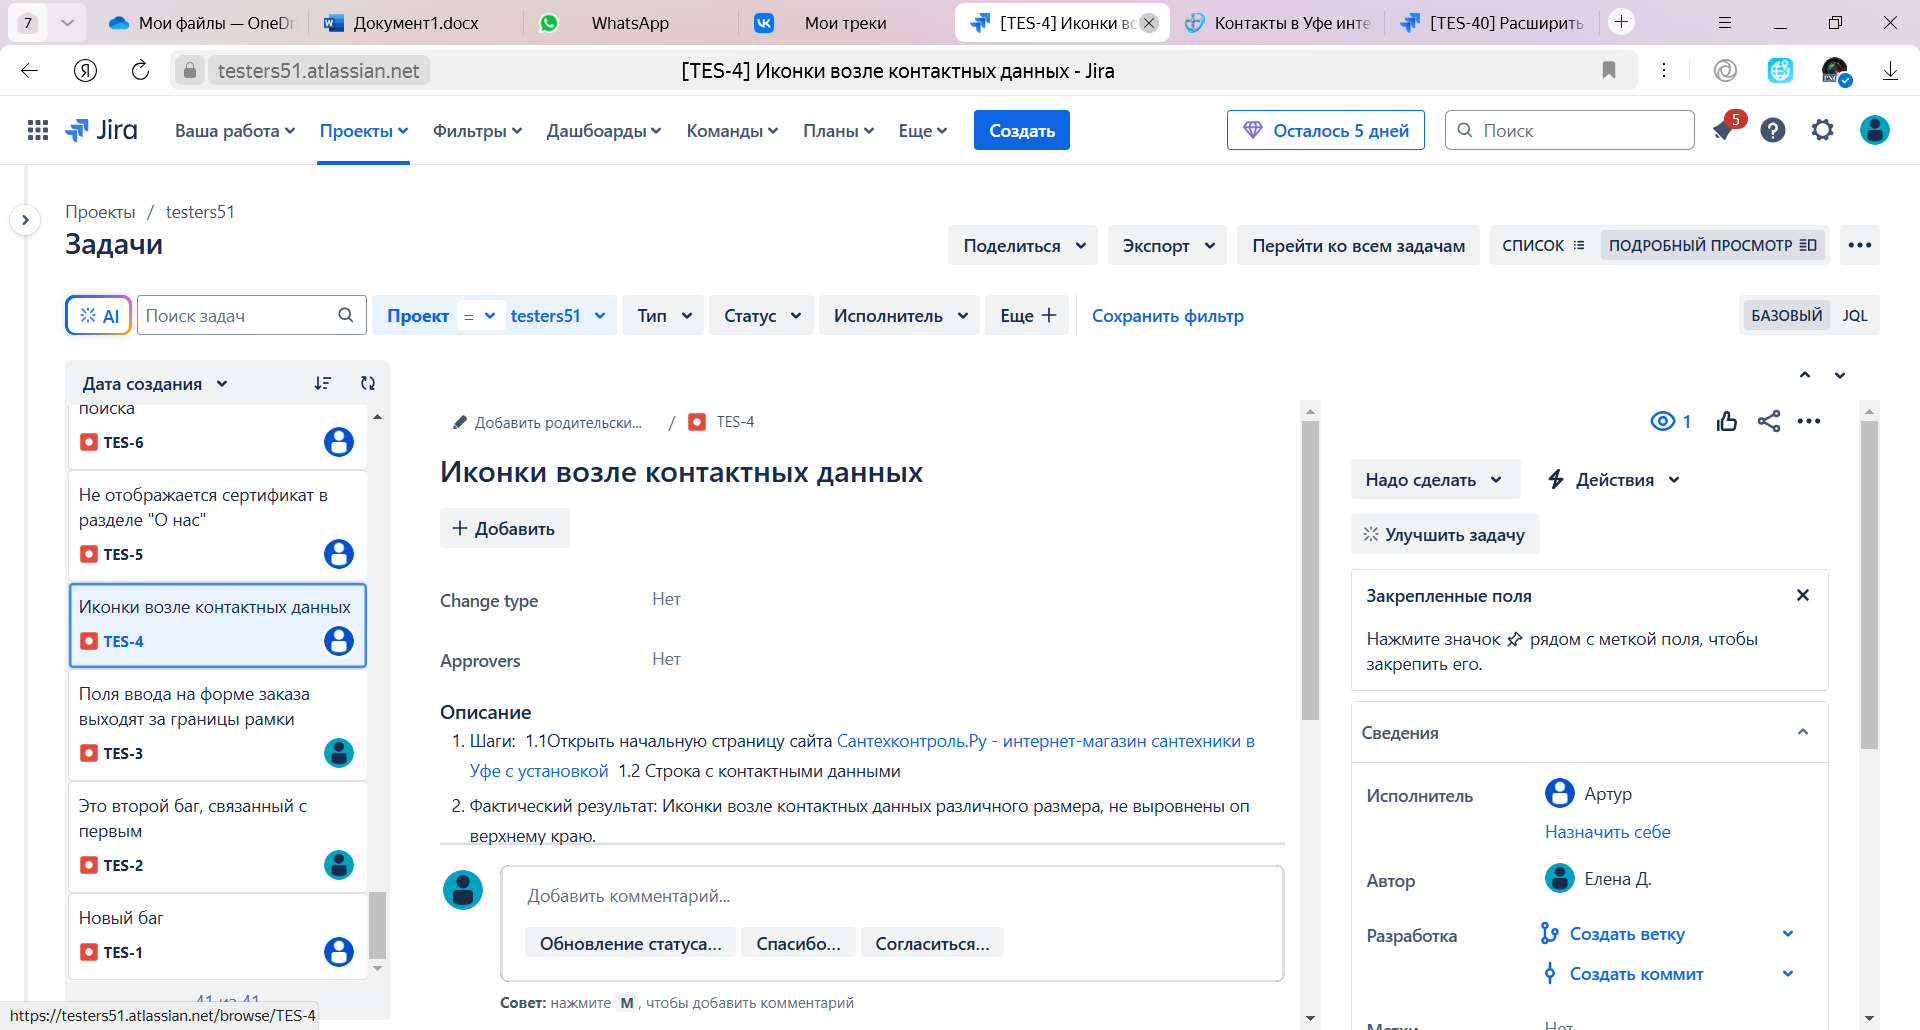 7
Мои файлы — OneDr
Документ1.docx
WhatsApp
Мои треки
[TES-4] Иконки вс
Контакты в Уфе инте
[TES-40] Расширить
testers51.atlassian.net
[TES-4] Иконки возле контактных данных - Jira
Jira
Ваша работа
Проекты
Фильтры
Дашборды
Команды
Планы
Еще
Создать
Осталось 5 дней
Поиск
5
Проекты / testers51
Задачи
Поделиться
Экспорт
Перейти ко всем задачам
СПИСОК
ПОДРОБНЫЙ ПРОСМОТР
AI
Поиск задач
Проект = testers51
Тип
Статус
Исполнитель
Еще
Сохранить фильтр
БАЗОВЫЙ
JQL
Дата создания
поиска
TES-6
Не отображается сертификат в
разделе "О нас"
TES-5
Иконки возле контактных данных
TES-4
Поля ввода на форме заказа
выходят за границы рамки
TES-3
Это второй баг, связанный с
первым
TES-2
Новый баг
TES-1
41 из 41
https://testers51.atlassian.net/browse/TES-4
Добавить родительски... / TES-4
Иконки возле контактных данных
Добавить
Change type
Нет
Approvers
Нет
Описание
1. Шаги: 1.1Открыть начальную страницу сайта Сантехконтроль.Ру - интернет-магазин сантехники в
Уфе с установкой 1.2 Строка с контактными данными
2. Фактический результат: Иконки возле контактных данных различного размера, не выровнены оп
верхнему краю.
Добавить комментарий...
Обновление статуса...
Спасибо...
Согласиться...
Совет: нажмите M, чтобы добавить комментарий
1
Надо сделать
Действия
Улучшить задачу
Закрепленные поля
Нажмите значок рядом с меткой поля, чтобы
закрепить его.
Сведения
Исполнитель
Артур
Назначить себе
Автор
Елена Д.
Разработка
Создать ветку
Создать коммит
Метки
Нет